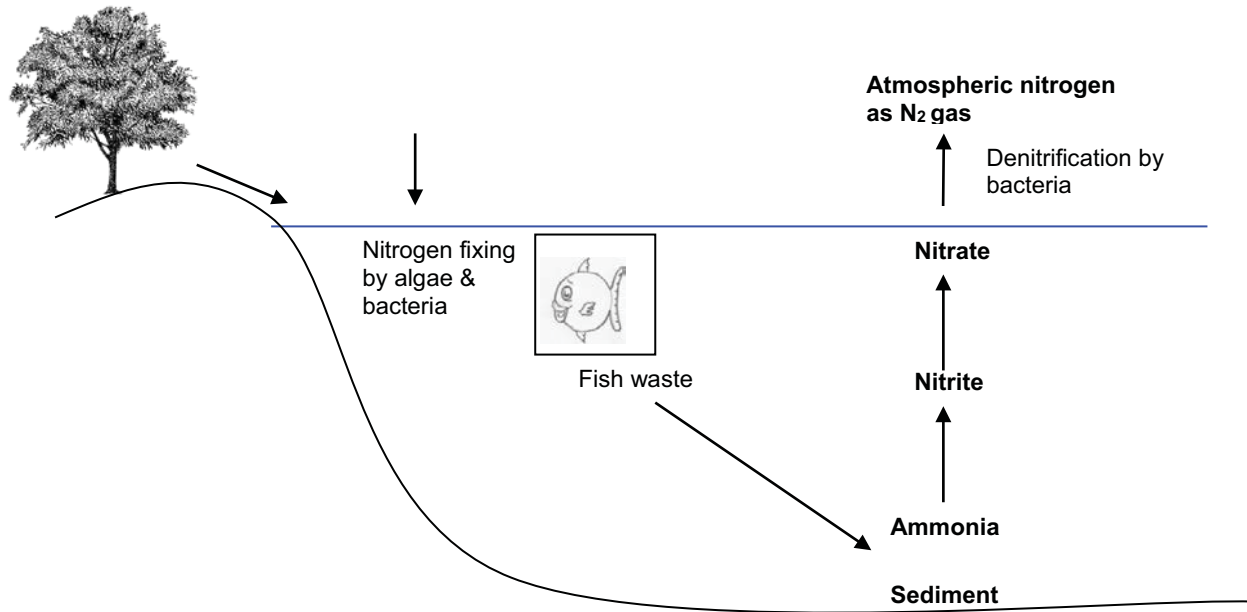 Atmospheric nitrogen
as N₂ gas
Denitrification by
bacteria
Nitrogen fixing
by algae &
bacteria
Nitrate
Fish waste
Nitrite
Ammonia
Sediment